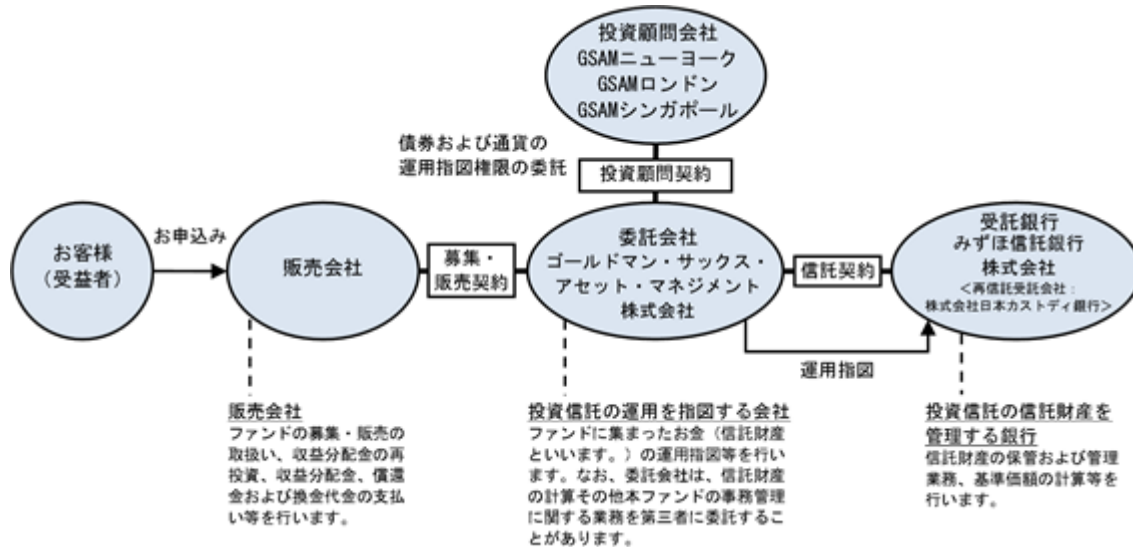 投資顧問会社
GSAMニューヨーク
GSAMロンドン
GSAMシンガポール
債券および通貨の
運用指図権限の委託
投資顧問契約
お客様
(受益者)
お申込み
販売会社
募集・
販売契約
委託会社
ゴールドマン・サックス・
アセット・マネジメント
株式会社
信託契約
受託銀行
みずほ信託銀行
株式会社
<再信託受託会社:
株式会社日本カストディ銀行>
運用指図
販売会社
ファンドの募集・販売の
取扱い、収益分配金の再
投資、収益分配金、償還
金および換金代金の支払
い等を行います。
投資信託の運用を指図する会社
ファンドに集まったお金(信託財産
といいます。)の運用指図等を行い
ます。なお、委託会社は、信託財産
の計算その他本ファンドの事務管理
に関する業務を第三者に委託するこ
とがあります。
投資信託の信託財産を
管理する銀行
信託財産の保管および管理
業務、基準価額の計算等を
行います。